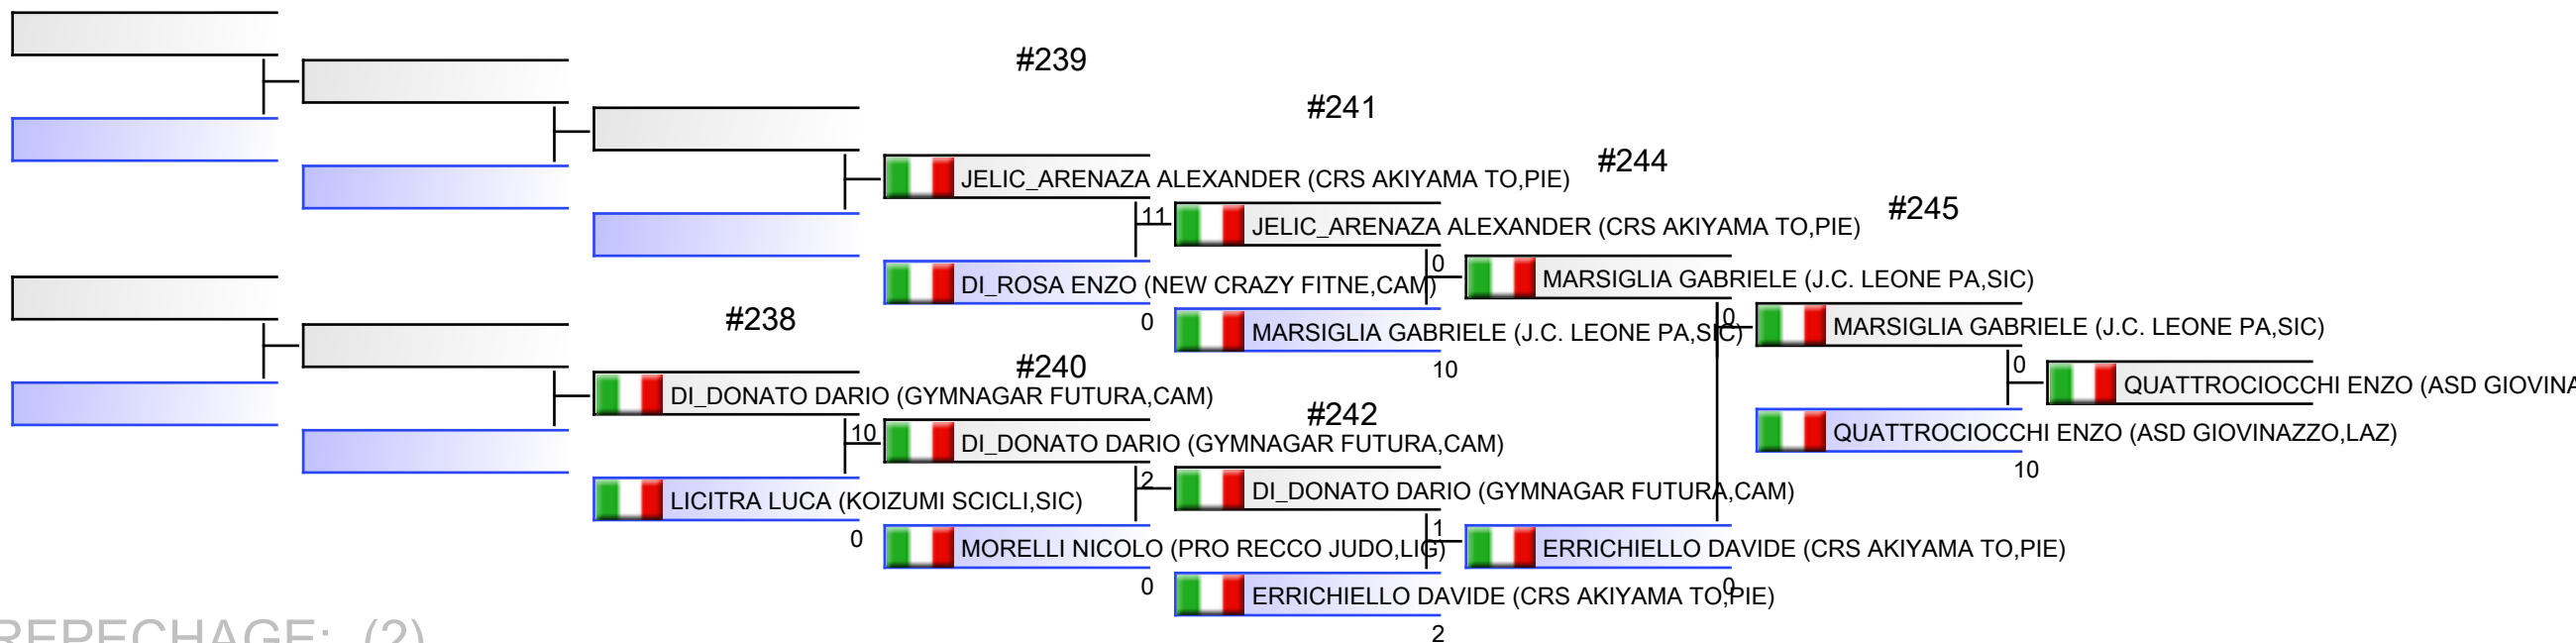 #239
#241
#244
JELIC_ARENAZA ALEXANDER (CRS AKIYAMA TO,PIE)
#245
11
JELIC_ARENAZA ALEXANDER (CRS AKIYAMA TO,PIE)
0
DI_ROSA ENZO (NEW CRAZY FITNE,CAM)
MARSIGLIA GABRIELE (J.C. LEONE PA,SIC)
#238
0
0
MARSIGLIA GABRIELE (J.C. LEONE PA,SIC)
MARSIGLIA GABRIELE (J.C. LEONE PA,SIC)
#240
10
0
QUATTROCIOCCHI ENZO (ASD GIOVINA
DI_DONATO DARIO (GYMNAGAR FUTURA,CAM)
#242
10
DI_DONATO DARIO (GYMNAGAR FUTURA,CAM)
QUATTROCIOCCHI ENZO (ASD GIOVINAZZO,LAZ)
10
2
DI_DONATO DARIO (GYMNAGAR FUTURA,CAM)
LICITRA LUCA (KOIZUMI SCICLI,SIC)
1
0
MORELLI NICOLO (PRO RECCO JUDO,LIG)
ERRICHIELLO DAVIDE (CRS AKIYAMA TO,PIE)
0
0
ERRICHIELLO DAVIDE (CRS AKIYAMA TO,PIE)
2
REPECHAGE: (2)